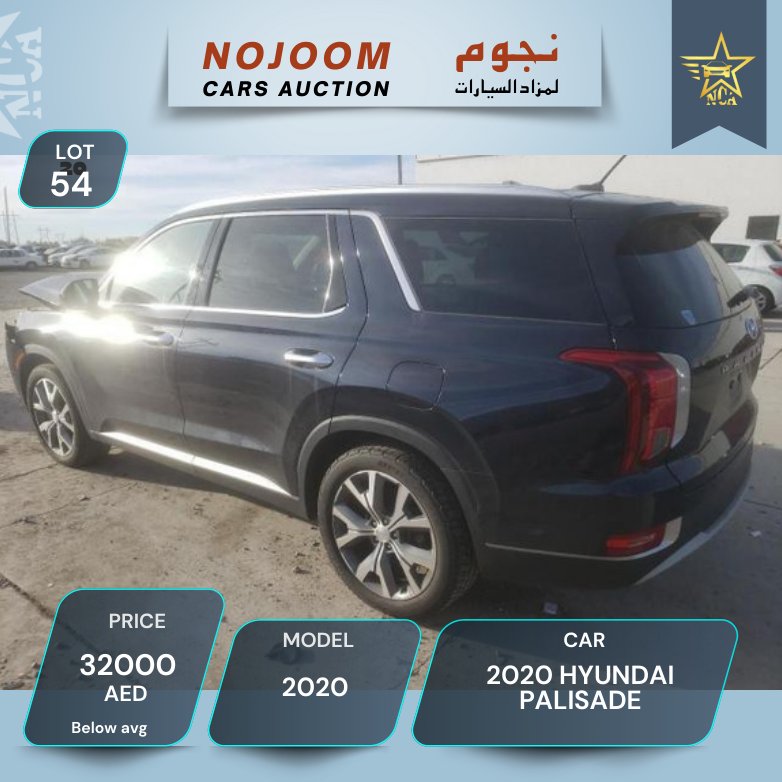 NOJOOM
CARS AUCTION
نجوم
لمزاد السيارات
NCA
NCA
LOT
54
PRICE
32000
AED
Below avg
MODEL
2020
CAR
2020 HYUNDAI
PALISADE